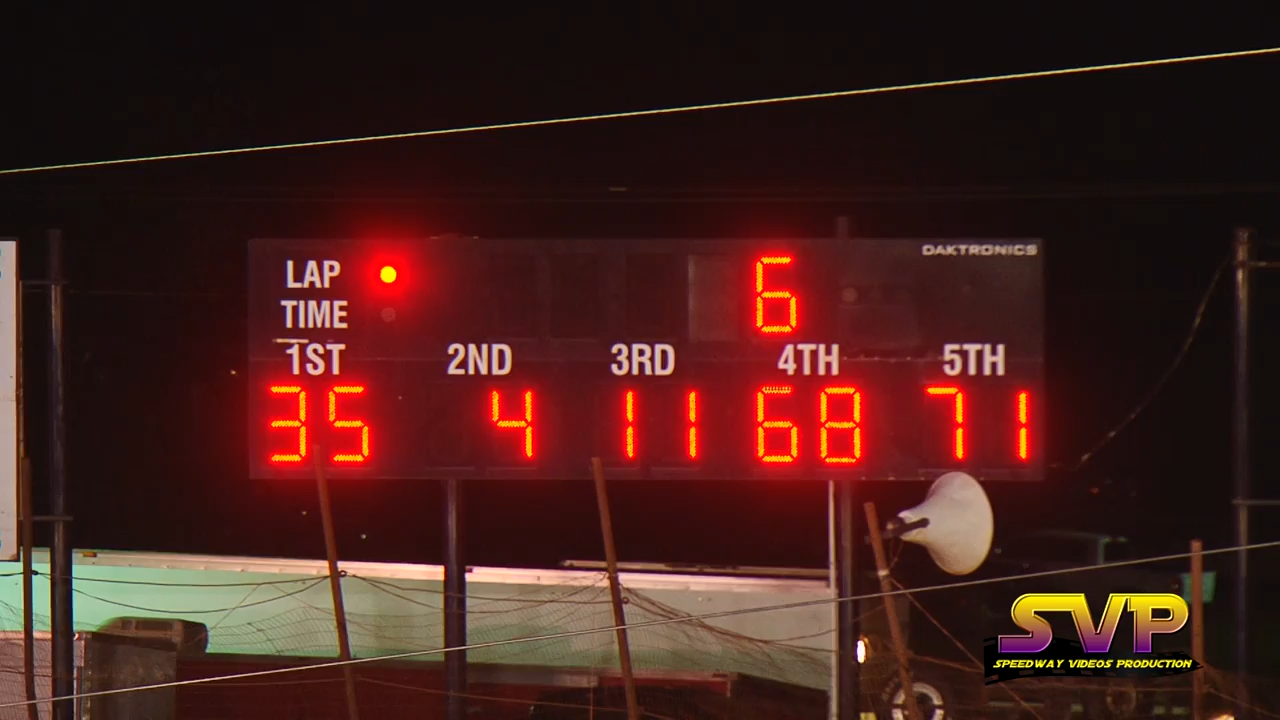 DAKTRONICS
LAP
6
TIME
1ST 2ND 3RD 4TH 5TH
35 4 11 68 71
SVP
SPEEDWAY VIDEOS PRODUCTION